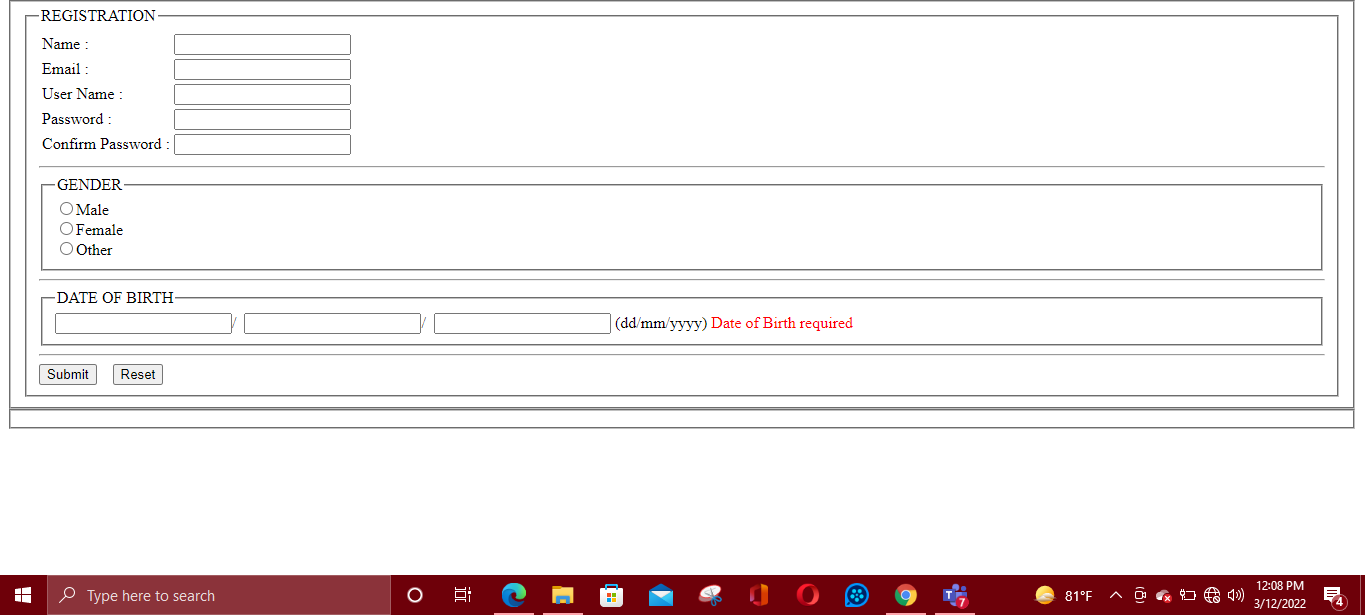 REGISTRATION
Name :
Email :
User Name :
Password :
Confirm Password :
GENDER
Male
Female
Other
DATE OF BIRTH
/ / (dd/mm/yyyy) Date of Birth required
Submit Reset
Type here to search
81°F
12:08 PM
3/12/2022
T
7
4